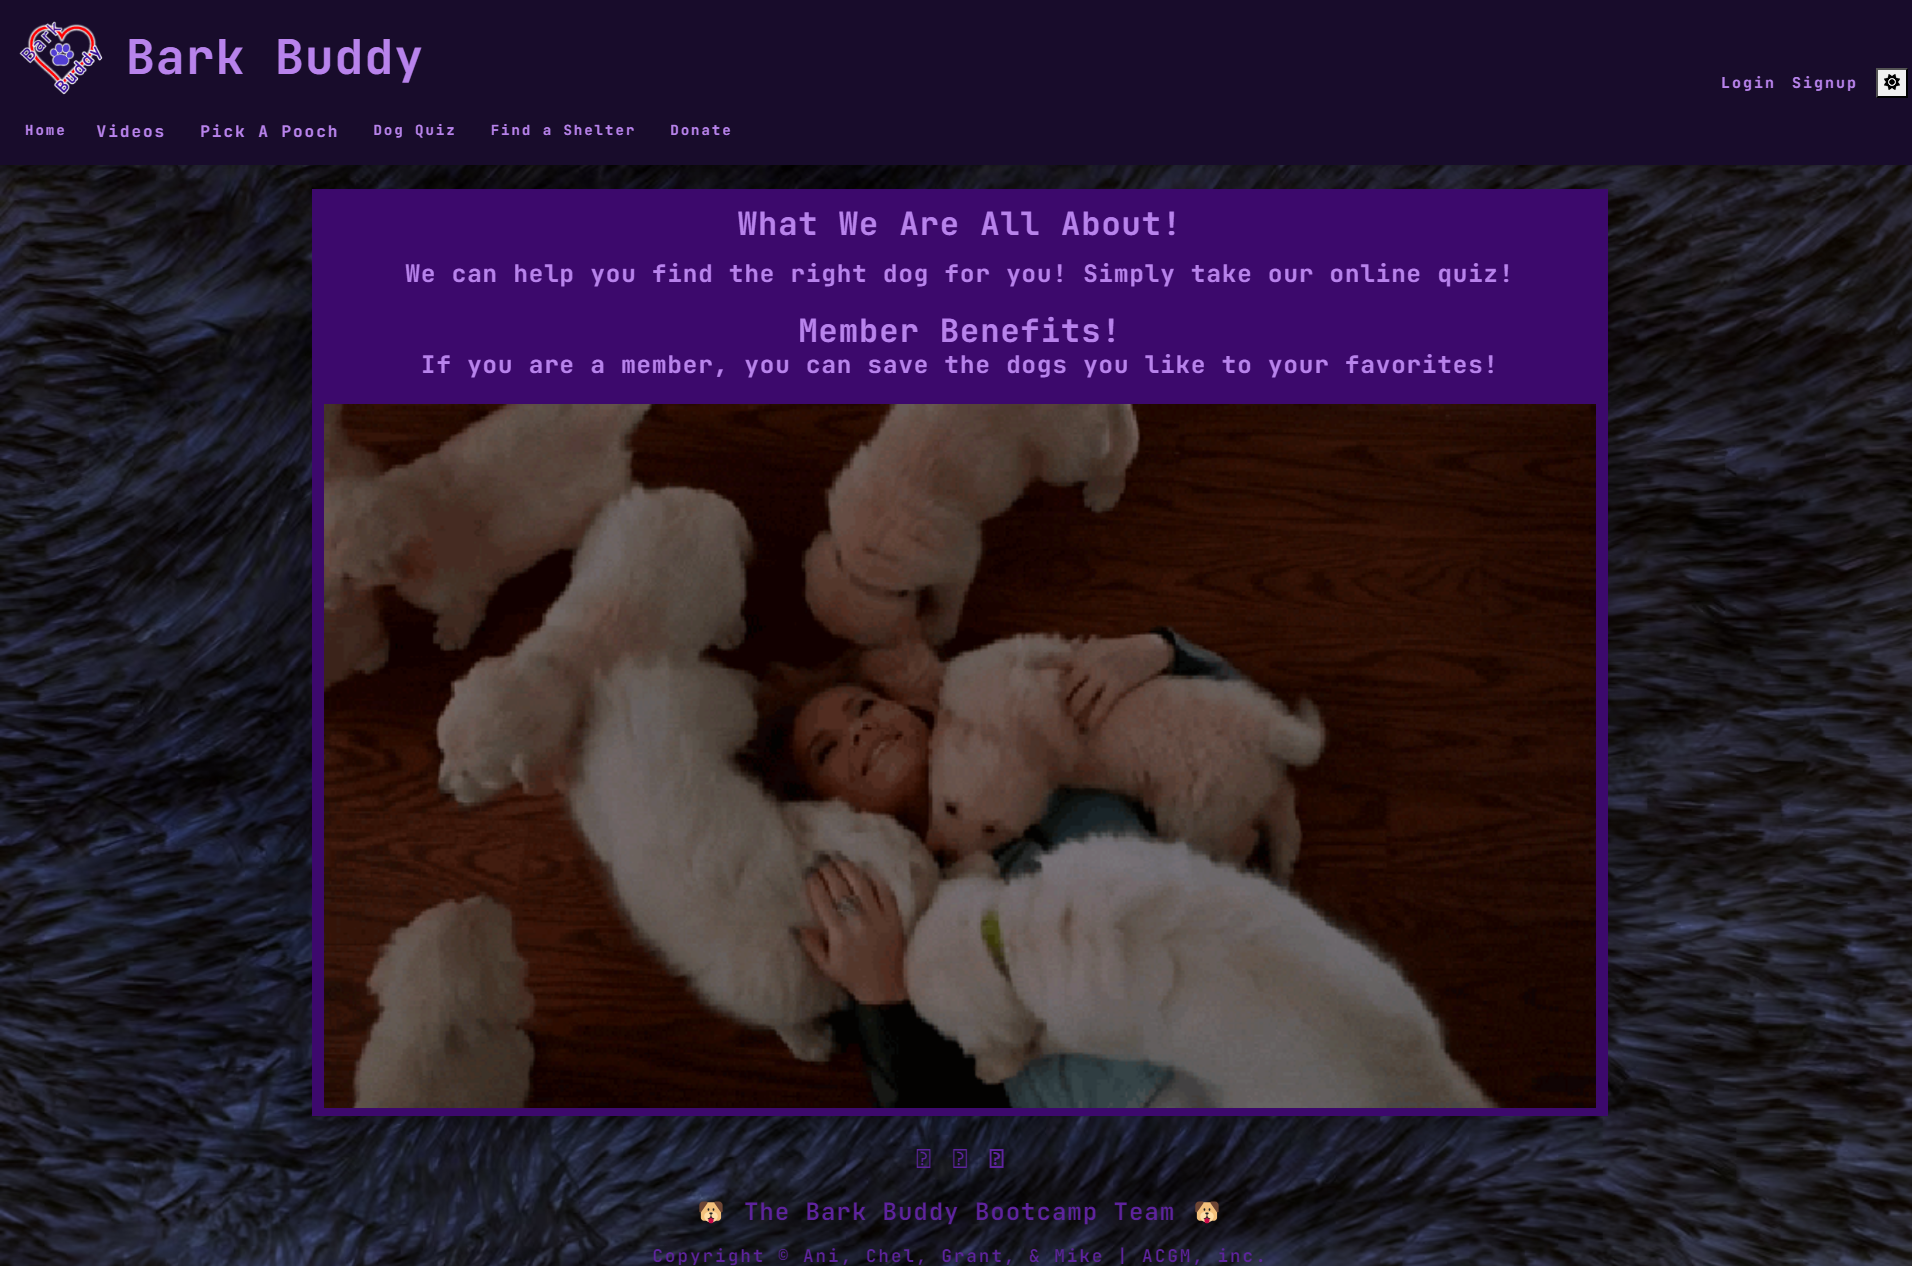 Bark Buddy
Bark Buddy
Login Signup
Home Videos Pick A Pooch Dog Quiz Find a Shelter Donate
What We Are All About!
We can help you find the right dog for you! Simply take our online quiz!
Member Benefits!
If you are a member, you can save the dogs you like to your favorites!
🐶 The Bark Buddy Bootcamp Team 🐶
Copyright © Ani, Chel, Grant, & Mike | ACGM, inc.